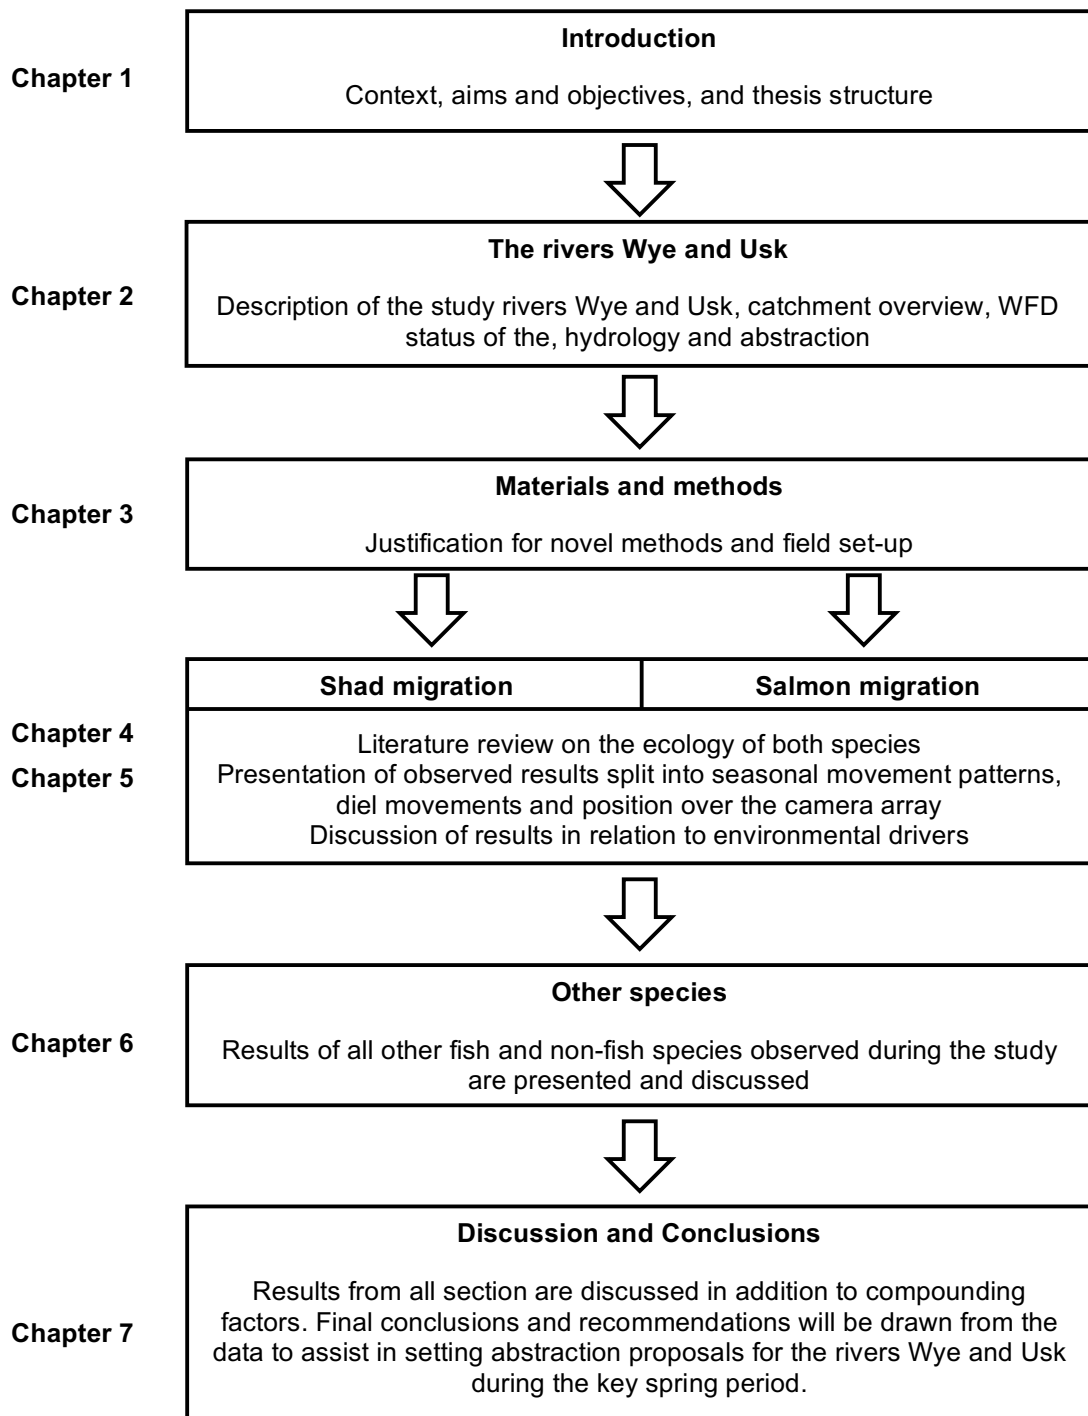 Introduction
Chapter 1
Context, aims and objectives, and thesis structure
The rivers Wye and Usk
Chapter 2
Description of the study rivers Wye and Usk, catchment overview, WFD
status of the, hydrology and abstraction
Materials and methods
Chapter 3
Justification for novel methods and field set-up
Shad migration
Salmon migration
Chapter 4
Chapter 5
Literature review on the ecology of both species
Presentation of observed results split into seasonal movement patterns,
diel movements and position over the camera array
Discussion of results in relation to environmental drivers
Other species
Chapter 6
Results of all other fish and non-fish species observed during the study
are presented and discussed
Discussion and Conclusions
Chapter 7
Results from all section are discussed in addition to compounding
factors. Final conclusions and recommendations will be drawn from the
data to assist in setting abstraction proposals for the rivers Wye and Usk
during the key spring period.